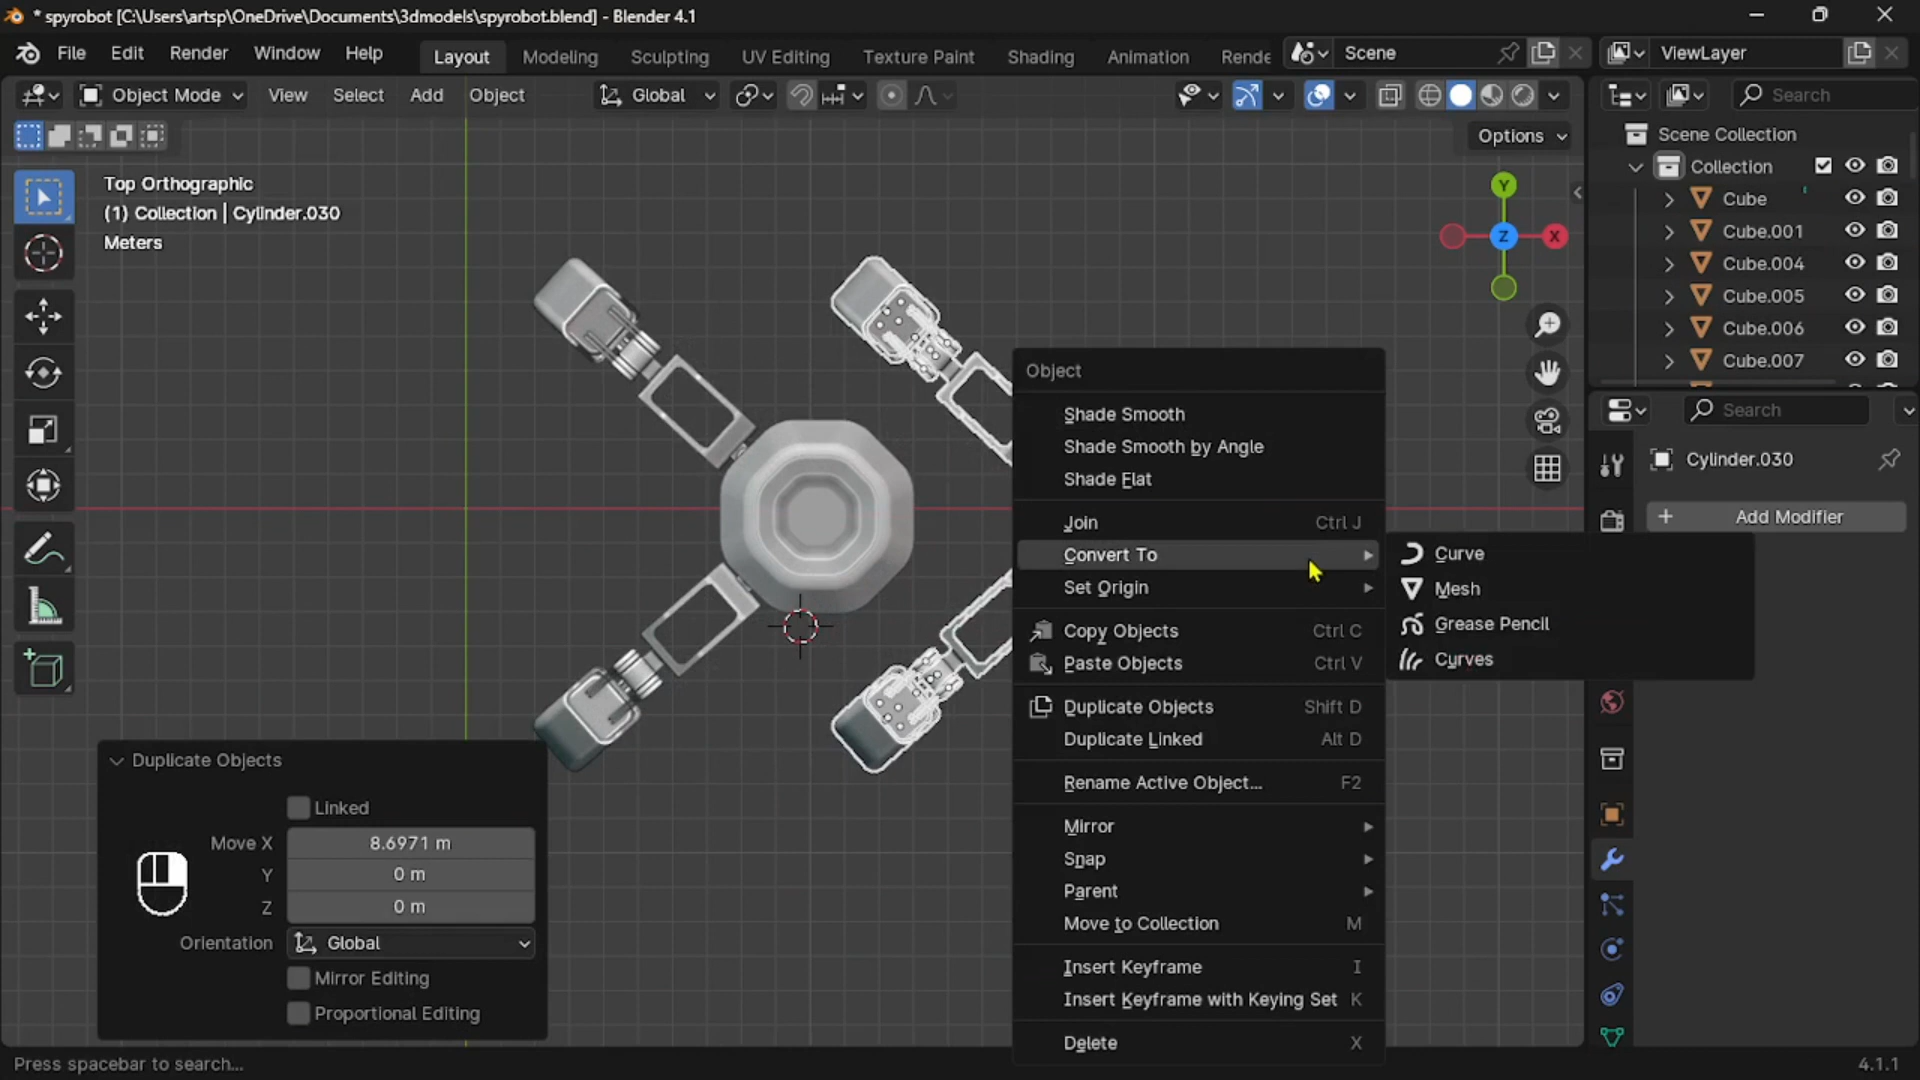 * spyrobot [C:\Users\artsp\OneDrive\Documents\3dmodels\spyrobot.blend] - Blender 4.1
File Edit Render Window Help Layout Modeling Sculpting UV Editing Texture Paint Shading Animation Rende Scene ViewLayer
Object Mode View Select Add Object Global Search
Options
Top Orthographic
(1) Collection | Cylinder.030
Meters
Y
X
Z
Scene Collection
Collection
Cube
Cube.001
Cube.004
Cube.005
Cube.006
Cube.007
Search
Cylinder.030
Add Modifier
Object
Shade Smooth
Shade Smooth by Angle
Shade Flat
Join Ctrl J
Convert To
Set Origin
Copy Objects Ctrl C
Paste Objects Ctrl V
Duplicate Objects Shift D
Duplicate Linked Alt D
Rename Active Object... F2
Mirror
Snap
Parent
Move to Collection M
Insert Keyframe I
Insert Keyframe with Keying Set K
Delete X
Curve
Mesh
Grease Pencil
Curves
Duplicate Objects
Linked
Move X 8.6971 m
Y 0 m
Z 0 m
Orientation Global
Mirror Editing
Proportional Editing
Press spacebar to search...
4.1.1